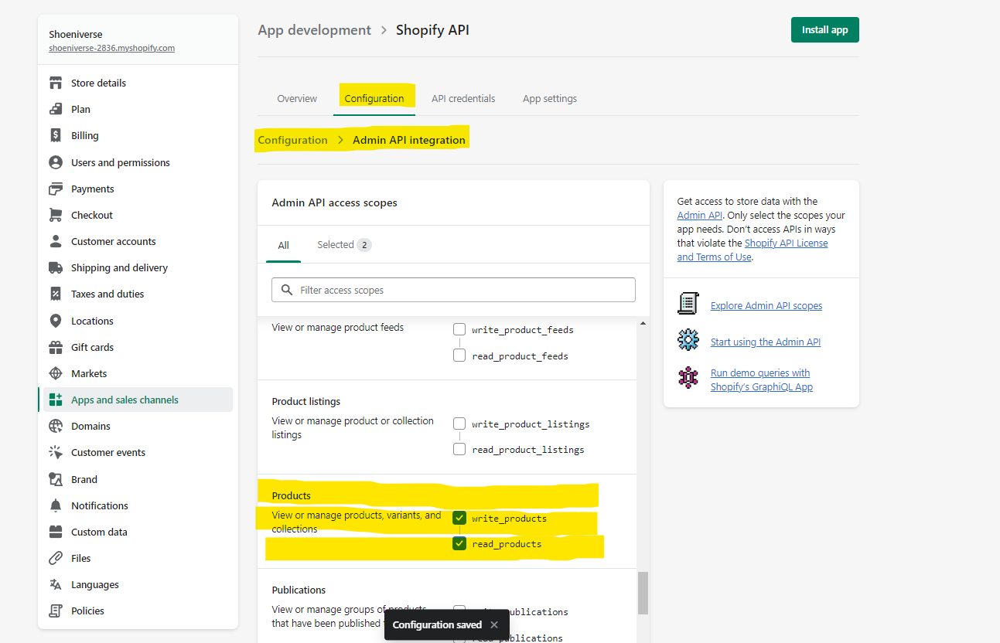 Shoeniverse
shoeniverse-2836.myshopify.com
Store details
Plan
Billing
Users and permissions
Payments
Checkout
Customer accounts
Shipping and delivery
Taxes and duties
Locations
Gift cards
Markets
Apps and sales channels
Domains
Customer events
Brand
Notifications
Custom data
Files
Languages
Policies
App development > Shopify API
Install app
Overview Configuration API credentials App settings
Configuration > Admin API integration
Admin API access scopes
All Selected 2
Filter access scopes
View or manage product feeds
write_product_feeds
read_product_feeds
Product listings
View or manage product or collection
listings
write_product_listings
read_product_listings
Products
View or manage products, variants, and
collections
write_products
read_products
Publications
View or manage groups of products
that have been published
publications
publications
Configuration saved
Get access to store data with the
Admin API. Only select the scopes your
app needs. Don't access APIs in ways
that violate the Shopify API License
and Terms of Use.
Explore Admin API scopes
Start using the Admin API
Run demo queries with
Shopify's GraphiQL App